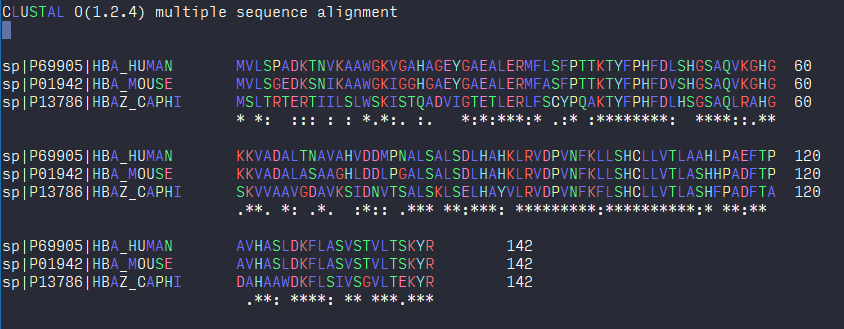 CLUSTAL O(1.2.4) multiple sequence alignment
sp|P69905|HBA_HUMAN      MVLSPADKTNVKAAWGKVGAHAGEYGAEALERMFLSFPTTKTYFPHFDLSHGSAQVKGHG  60
sp|P01942|HBA_MOUSE      MVLSGEDKSNIKAAWGKIGGHGAEYGAEALERMFASFPTTKTYFPHFDVSHGSAQVKGHG  60
sp|P13786|HBAZ_CAPHI     MSLTRTERTIILSLWSKISTQADVIGTETLERLFSCYPQAKTYFPHFDLHSGSAQLRAHG  60
                         * *:  ::: : : *.*:. :.   *:*:***:* .:* :********:  ****::.**
sp|P69905|HBA_HUMAN      KKVADALTNAVAHVDDMPNALSALSDLHAHKLRVDPVNFKLLSHCLLVTLAAHLPAEFTP  120
sp|P01942|HBA_MOUSE      KKVADALASAAGHLDDLPGALSALSDLHAHKLRVDPVNFKLLSHCLLVTLASHHPADFTP  120
sp|P13786|HBAZ_CAPHI     SKVVAAVGDAVKSIDNVTSALSKLSELHAYVLRVDPVNFKFLSHCLLVTLASHFPADFTA  120
                         .**. *: .*.  :*:: .*** **:***: *********:**********:* **:**
sp|P69905|HBA_HUMAN      AVHASLDKFLASVSTVLTSKYR          142
sp|P01942|HBA_MOUSE      AVHASLDKFLASVSTVLTSKYR          142
sp|P13786|HBAZ_CAPHI     DAHAAWDKFLSIVSGVLTEKYR          142
                          .**: ****: ** ***.***